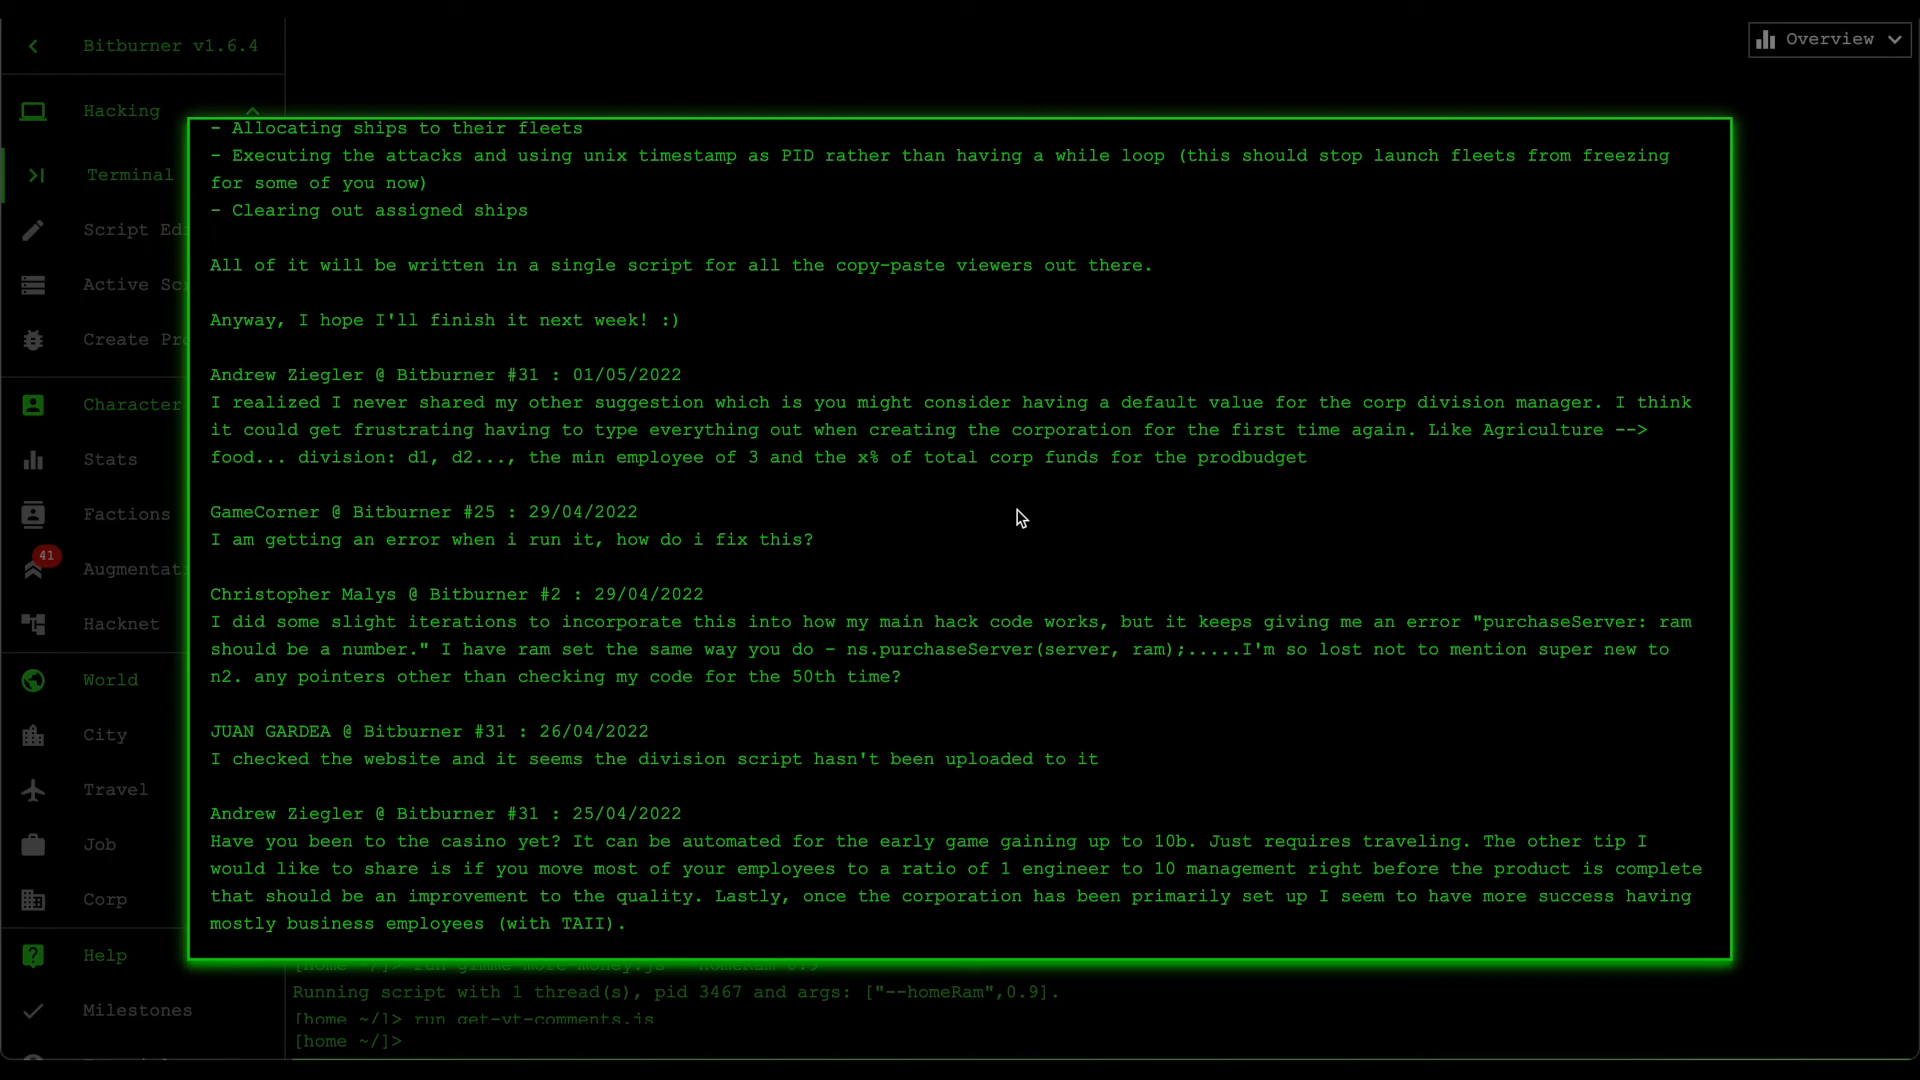 Bitburner v1.6.4
Overview
Hacking
Terminal
Script Edi
Active Scr
Create Pro
Character
Stats
Factions
41
Augmentati
Hacknet
World
City
Travel
Job
Corp
Help
Milestones
- Allocating ships to their fleets
- Executing the attacks and using unix timestamp as PID rather than having a while loop (this should stop launch fleets from freezing
for some of you now)
- Clearing out assigned ships
All of it will be written in a single script for all the copy-paste viewers out there.
Anyway, I hope I'll finish it next week! :)
Andrew Ziegler @ Bitburner #31 : 01/05/2022
I realized I never shared my other suggestion which is you might consider having a default value for the corp division manager. I think
it could get frustrating having to type everything out when creating the corporation for the first time again. Like Agriculture -->
food... division: d1, d2..., the min employee of 3 and the x% of total corp funds for the prodbudget
GameCorner @ Bitburner #25 : 29/04/2022
I am getting an error when i run it, how do i fix this?
Christopher Malys @ Bitburner #2 : 29/04/2022
I did some slight iterations to incorporate this into how my main hack code works, but it keeps giving me an error "purchaseServer: ram
should be a number." I have ram set the same way you do - ns.purchaseServer(server, ram);.....I'm so lost not to mention super new to
n2. any pointers other than checking my code for the 50th time?
JUAN GARDEA @ Bitburner #31 : 26/04/2022
I checked the website and it seems the division script hasn't been uploaded to it
Andrew Ziegler @ Bitburner #31 : 25/04/2022
Have you been to the casino yet? It can be automated for the early game gaining up to 10b. Just requires traveling. The other tip I
would like to share is if you move most of your employees to a ratio of 1 engineer to 10 management right before the product is complete
that should be an improvement to the quality. Lastly, once the corporation has been primarily set up I seem to have more success having
mostly business employees (with TAII).
[home ~/]> run gimme-more-money.js --homeRam 0.9
Running script with 1 thread(s), pid 3467 and args: ["--homeRam",0.9].
[home ~/]> run get-yt-comments.js
[home ~/]>